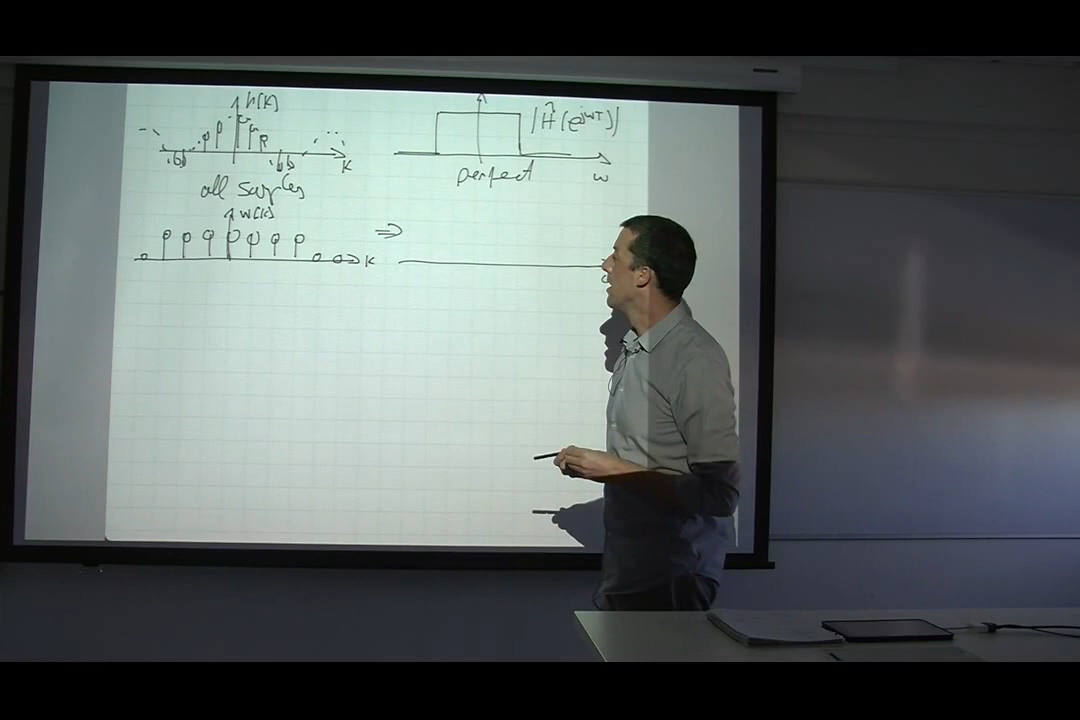 h[k]
|Ĥ(e^jωT)|
k
perfect
ω
all samples
w[k]
⇒
k